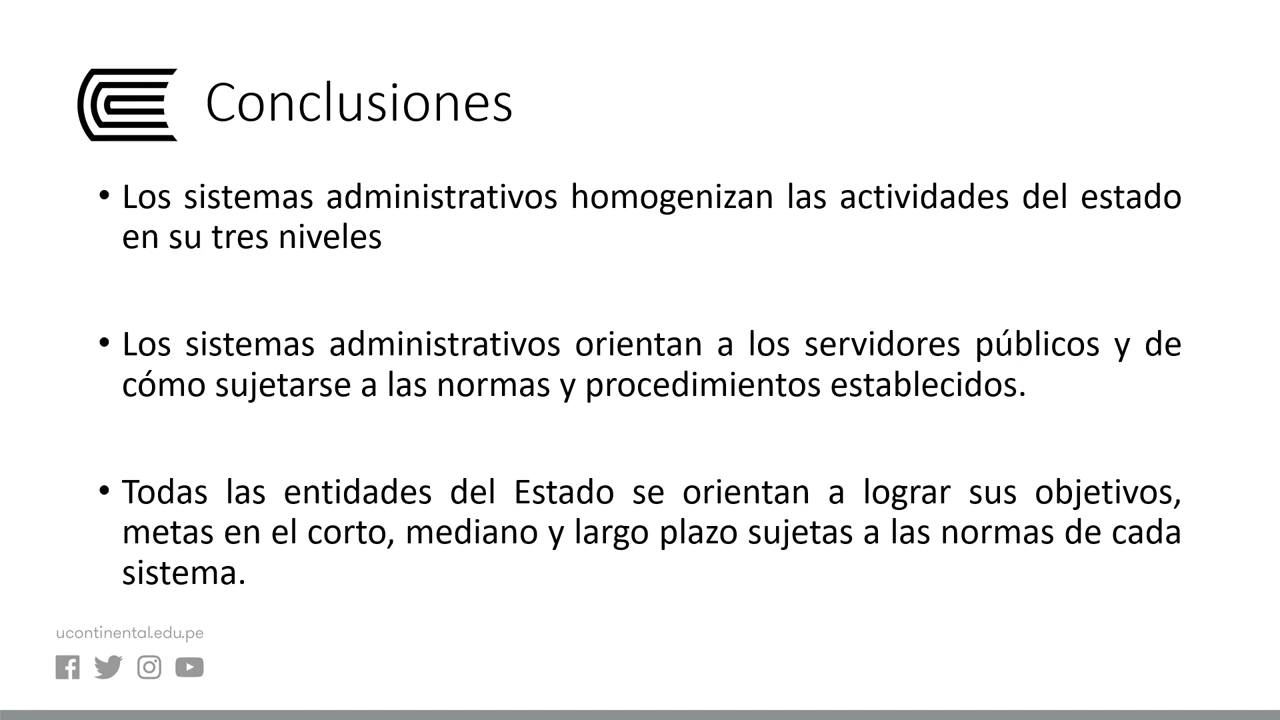 Conclusiones
• Los sistemas administrativos homogenizan las actividades del estado
en su tres niveles
• Los sistemas administrativos orientan a los servidores públicos y de
cómo sujetarse a las normas y procedimientos establecidos.
• Todas las entidades del Estado se orientan a lograr sus objetivos,
metas en el corto, mediano y largo plazo sujetas a las normas de cada
sistema.
ucontinental.edu.pe